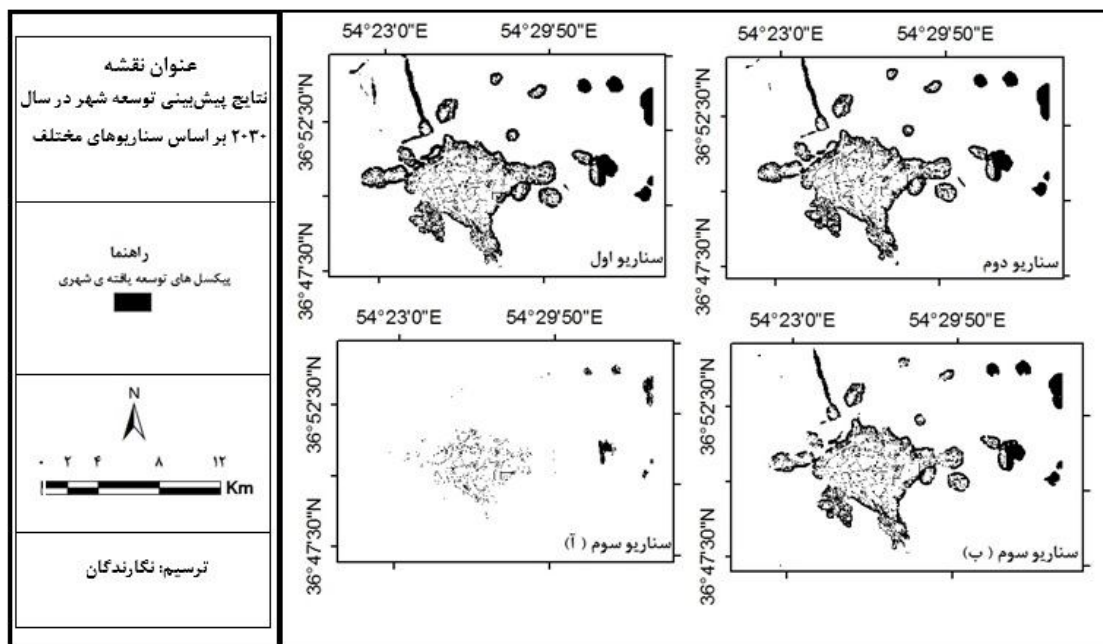 عنوان نقشه
نتایج پیش‌بینی توسعه شهر در سال
۲۰۳۰ بر اساس سناریوهای مختلف
راهنما
پیکسل های توسعه یافته ی شهری
N
۰ ۲ ۴ ۸ ۱۲
Km
ترسیم: نگارندگان
54°23'0"E 54°29'50"E
36°52'30"N
36°47'30"N
سناریو اول
54°23'0"E 54°29'50"E
36°52'30"N
36°47'30"N
سناریو دوم
54°23'0"E 54°29'50"E
36°52'30"N
36°47'30"N
سناریو سوم ( آ)
54°23'0"E 54°29'50"E
36°52'30"N
36°47'30"N
سناریو سوم ( ب)